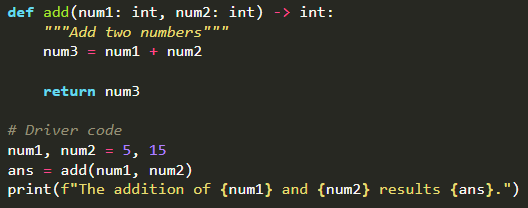 def add(num1: int, num2: int) -> int:
    """Add two numbers"""
    num3 = num1 + num2

    return num3

# Driver code
num1, num2 = 5, 15
ans = add(num1, num2)
print(f"The addition of {num1} and {num2} results {ans}.")